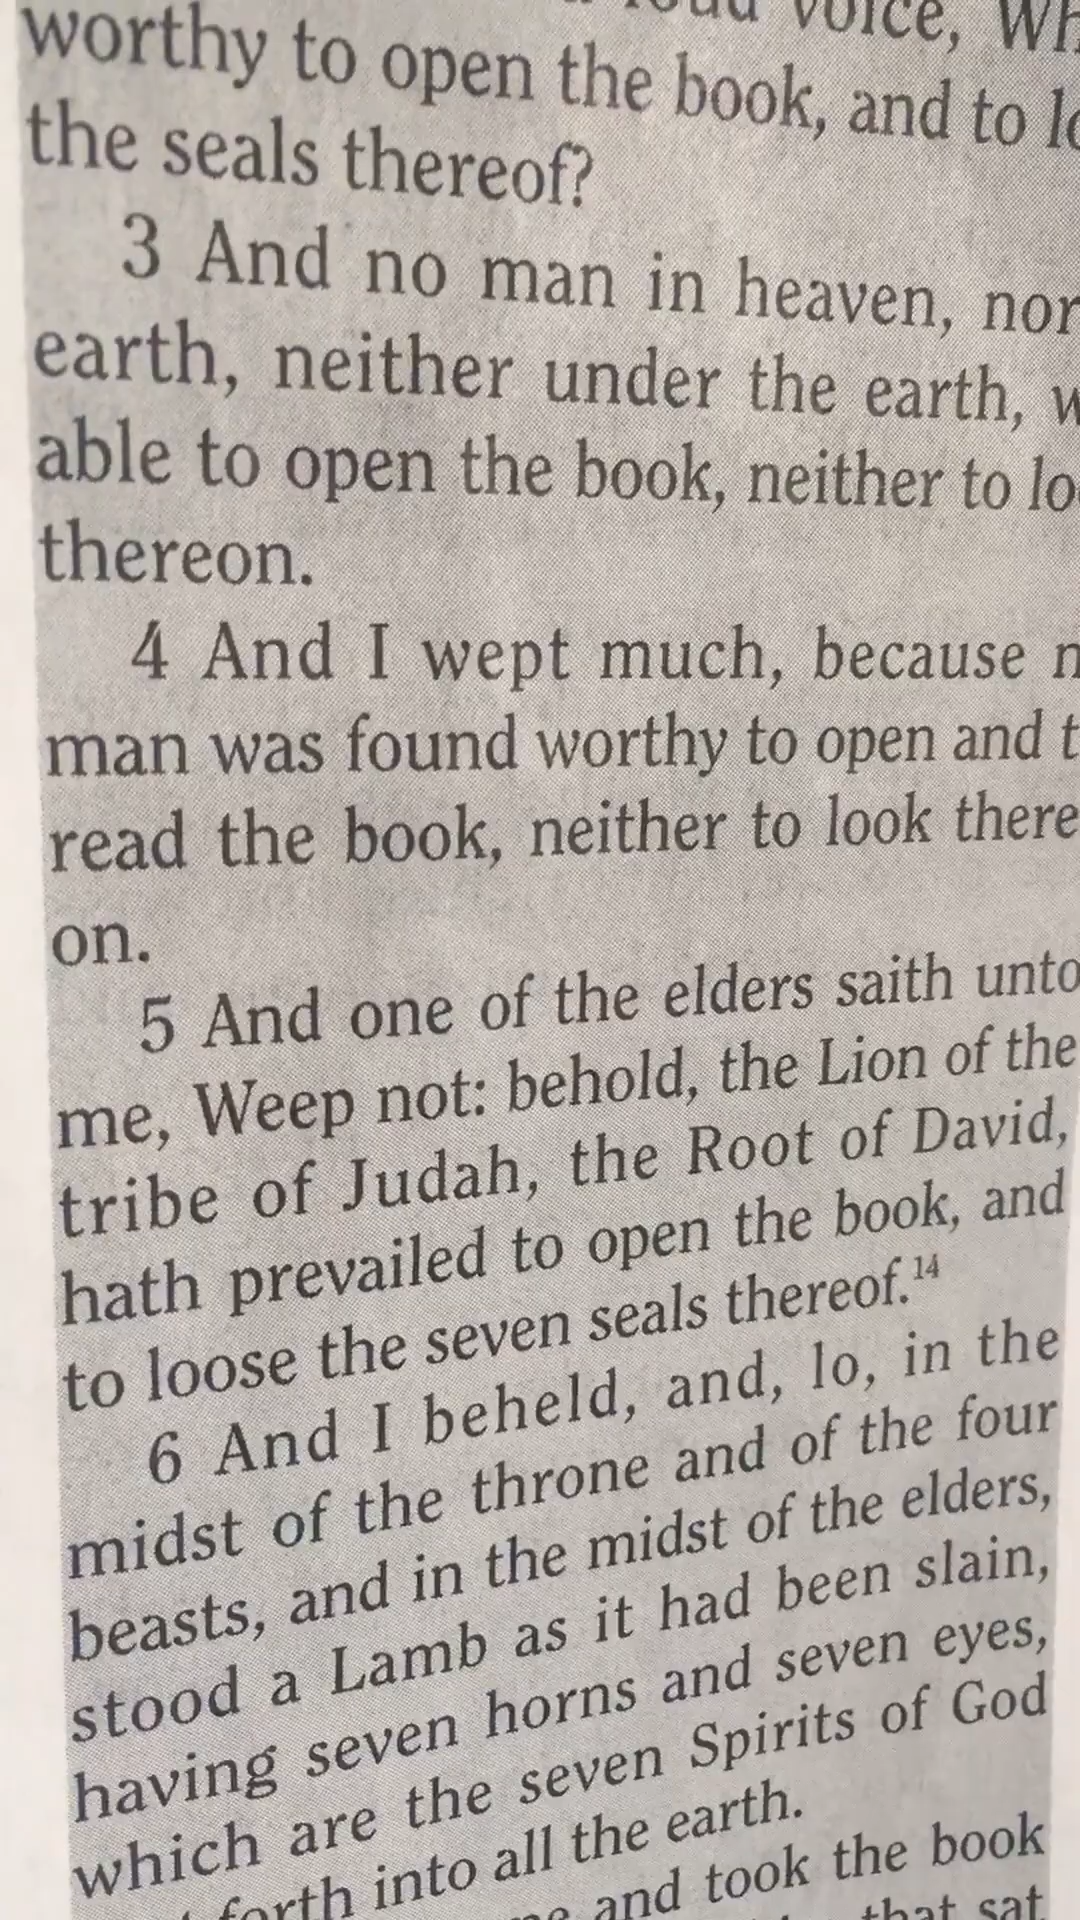 voice,
worthy to open the book, and to
the seals thereof?
3 And no man in heaven, nor
earth, neither under the earth,
able to open the book, neither to
thereon.
4 And I wept much, because
man was found worthy to open and
read the book, neither to look there
on.
5 And one of the elders saith unto
me, Weep not: behold, the Lion of the
tribe of Judah, the Root of David,
hath prevailed to open the book, and
to loose the seven seals thereof.14
6 And I beheld, and, lo, in the
midst of the throne and of the four
beasts, and in the midst of the elders,
stood a Lamb as it had been slain,
having seven horns and seven eyes,
which are the seven Spirits of God
forth into all the earth.
and took the book
that sat